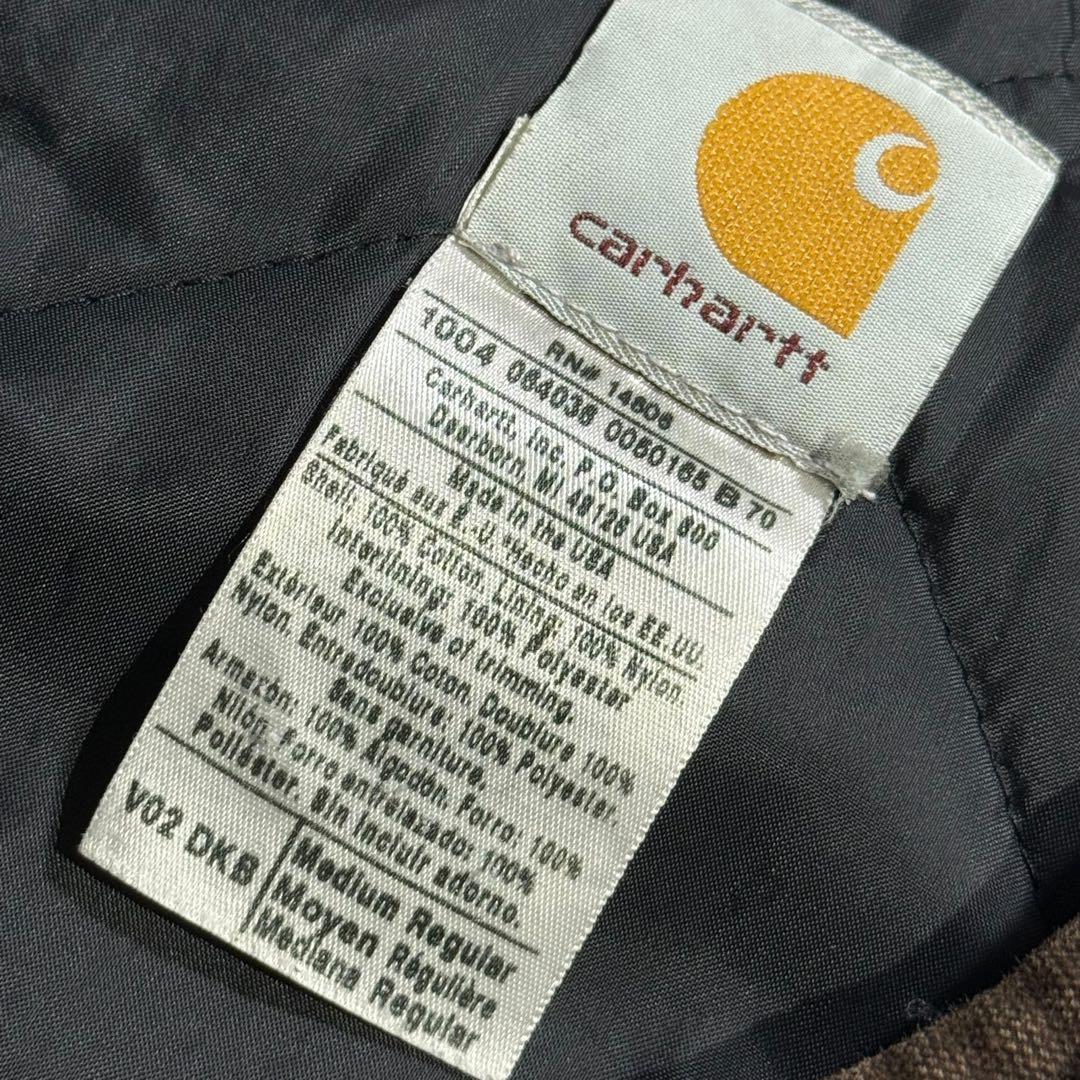 carhartt
RN# 14806
1004 064036 0060165 B 70
Carhartt, Inc. P.O. Box 600
Dearborn, MI 48126 USA
Made in the USA
Fabriqué aux É.-U. *Hecho en los EE.UU.
Shell: 100% Cotton. Lining: 100% Nylon.
Interlining: 100% Polyester
Exclusive of trimming.
Extérieur 100% Coton. Doublure 100%
Nylon. Entredoublure: 100% Polyester.
Sans garniture.
Armazón: 100% Algodón. Forro: 100%
Nilón. Forro entrelazado: 100%
Poliéster. Sin incluir adorno.
V02 DKB
Medium Regular
Moyen Régulière
Mediana Regular